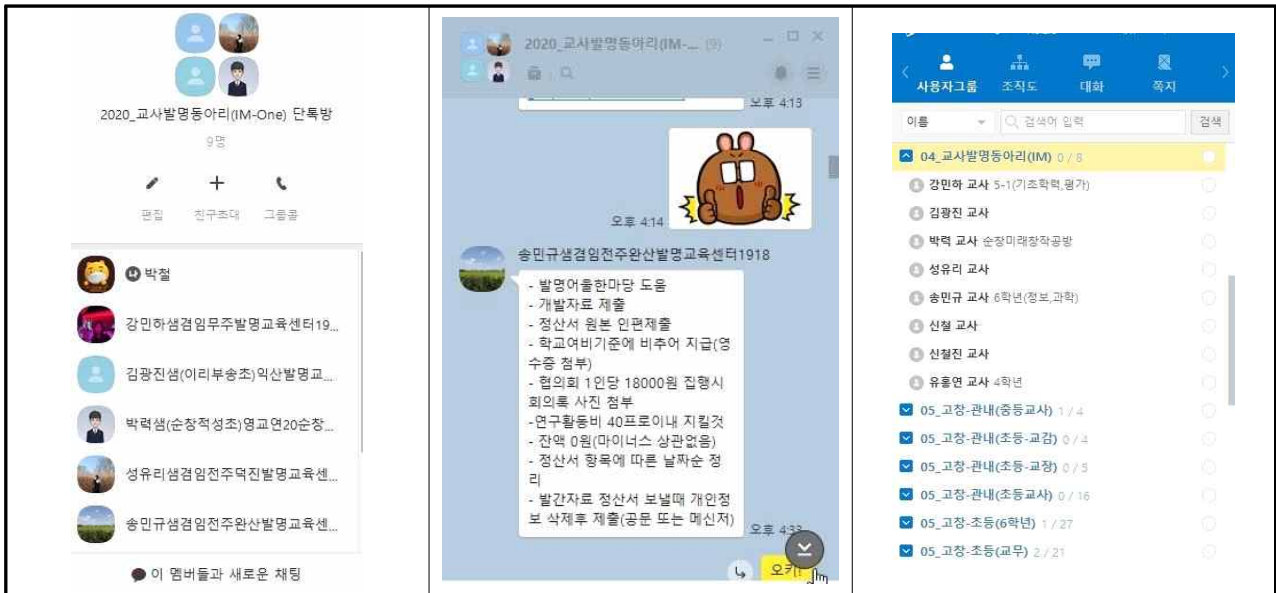 2020_교사발명동아리(IM-One) 단톡방
9명
편집 친구초대 그룹콜
나 박철
강민하샘겸임무주발명교육센터19...
김광진샘(이리부송초)익산발명교...
박력샘(순창적성초)영교연20순창...
성유리샘겸임전주덕진발명교육센...
송민규샘겸임전주완산발명교육센...
이 멤버들과 새로운 채팅
2020_교사발명동아리(IM-... (9)
오후 4:13
오후 4:14
송민규샘겸임전주완산발명교육센터1918
- 발명어울한마당 도움
- 개발자료 제출
- 정산서 원본 인편제출
- 학교여비기준에 비추어 지급(영
수증 첨부)
- 협의회 1인당 18000원 집행시
회의록 사진 첨부
-연구활동비 40프로이내 지킬것
- 잔액 0원(마이너스 상관없음)
- 정산서 항목에 따른 날짜순 정
리
- 발간자료 정산서 보낼때 개인정
보 삭제후 제출(공문 또는 메신저)
오후 4:33
오키!
사용자그룹 조직도 대화 쪽지
이름 검색어 입력 검색
04_교사발명동아리(IM) 0 / 8
강민하 교사 5-1(기초학력,평가)
김광진 교사
박력 교사 순창미래창작공방
성유리 교사
송민규 교사 6학년(정보,과학)
신철 교사
신철진 교사
유홍연 교사 4학년
05_고창-관내(중등교사) 1 / 4
05_고창-관내(초등-교감) 0 / 4
05_고창-관내(초등-교장) 0 / 5
05_고창-관내(초등교사) 0 / 16
05_고창-초등(6학년) 1 / 27
05_고창-초등(교무) 2 / 21